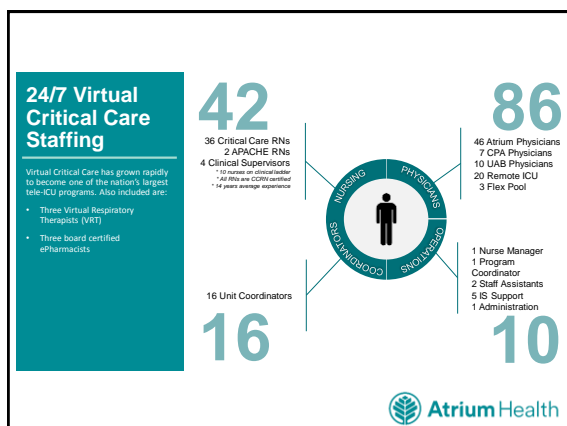 24/7 Virtual
Critical Care
Staffing
Virtual Critical Care has grown rapidly
to become one of the nation's largest
tele-ICU programs. Also included are:
• Three Virtual Respiratory
Therapists (VRT)
• Three board certified
ePharmacists
42
36 Critical Care RNs
2 APACHE RNs
4 Clinical Supervisors
* 10 nurses on clinical ladder
* All RNs are CCRN certified
* 14 years average experience
86
46 Atrium Physicians
7 CPA Physicians
10 UAB Physicians
20 Remote ICU
3 Flex Pool
NURSING
PHYSICIANS
COORDINATORS
OPERATIONS
16 Unit Coordinators
16
1 Nurse Manager
1 Program
Coordinator
2 Staff Assistants
5 IS Support
1 Administration
10
Atrium Health